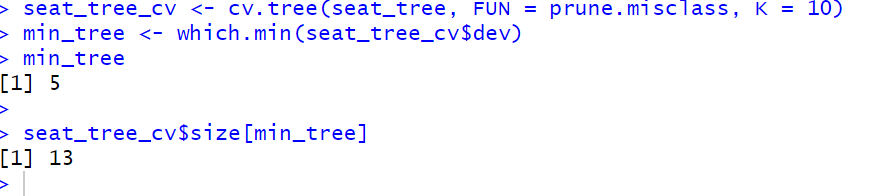 > seat_tree_cv <- cv.tree(seat_tree, FUN = prune.misclass, K = 10)
> min_tree <- which.min(seat_tree_cv$dev)
> min_tree
[1] 5
>
> seat_tree_cv$size[min_tree]
[1] 13
>